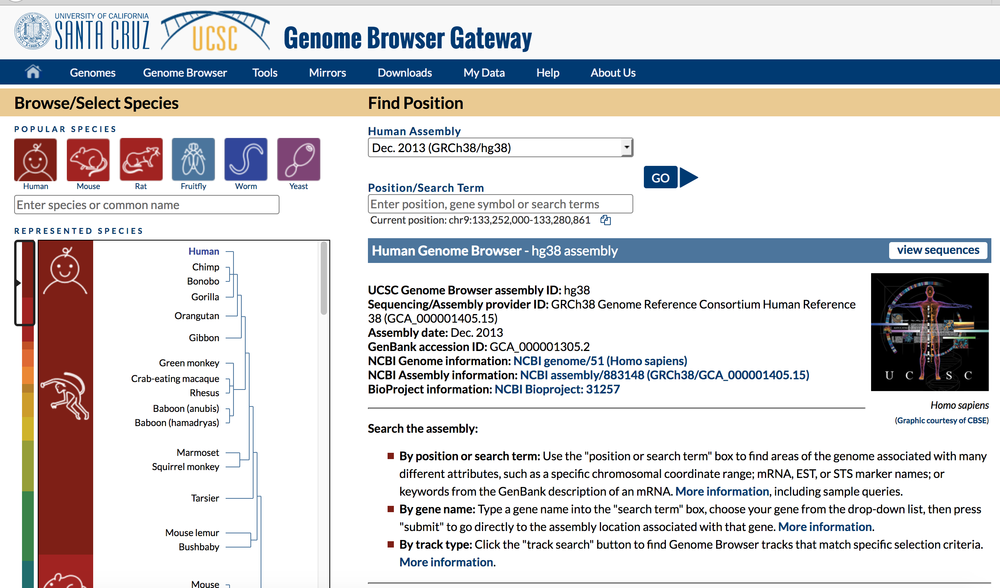 UNIVERSITY OF CALIFORNIA
SANTA CRUZ
UCSC
Genome Browser Gateway
Genomes Genome Browser Tools Mirrors Downloads My Data Help About Us
Browse/Select Species
POPULAR SPECIES
Human Mouse Rat Fruitfly Worm Yeast
Enter species or common name
REPRESENTED SPECIES
Human
Chimp
Bonobo
Gorilla
Orangutan
Gibbon
Green monkey
Crab-eating macaque
Rhesus
Baboon (anubis)
Baboon (hamadryas)
Marmoset
Squirrel monkey
Tarsier
Mouse lemur
Bushbaby
Mouse
Find Position
Human Assembly
Dec. 2013 (GRCh38/hg38)
GO
Position/Search Term
Enter position, gene symbol or search terms
Current position: chr9:133,252,000-133,280,861
Human Genome Browser - hg38 assembly
view sequences
UCSC Genome Browser assembly ID: hg38
Sequencing/Assembly provider ID: GRCh38 Genome Reference Consortium Human Reference
38 (GCA_000001405.15)
Assembly date: Dec. 2013
GenBank accession ID: GCA_000001305.2
NCBI Genome information: NCBI genome/51 (Homo sapiens)
NCBI Assembly information: NCBI assembly/883148 (GRCh38/GCA_000001405.15)
BioProject information: NCBI Bioproject: 31257
U C S C
Homo sapiens
(Graphic courtesy of CBSE)
Search the assembly:
By position or search term: Use the "position or search term" box to find areas of the genome associated with many
different attributes, such as a specific chromosomal coordinate range; mRNA, EST, or STS marker names; or
keywords from the GenBank description of an mRNA. More information, including sample queries.
By gene name: Type a gene name into the "search term" box, choose your gene from the drop-down list, then press
"submit" to go directly to the assembly location associated with that gene. More information.
By track type: Click the "track search" button to find Genome Browser tracks that match specific selection criteria.
More information.